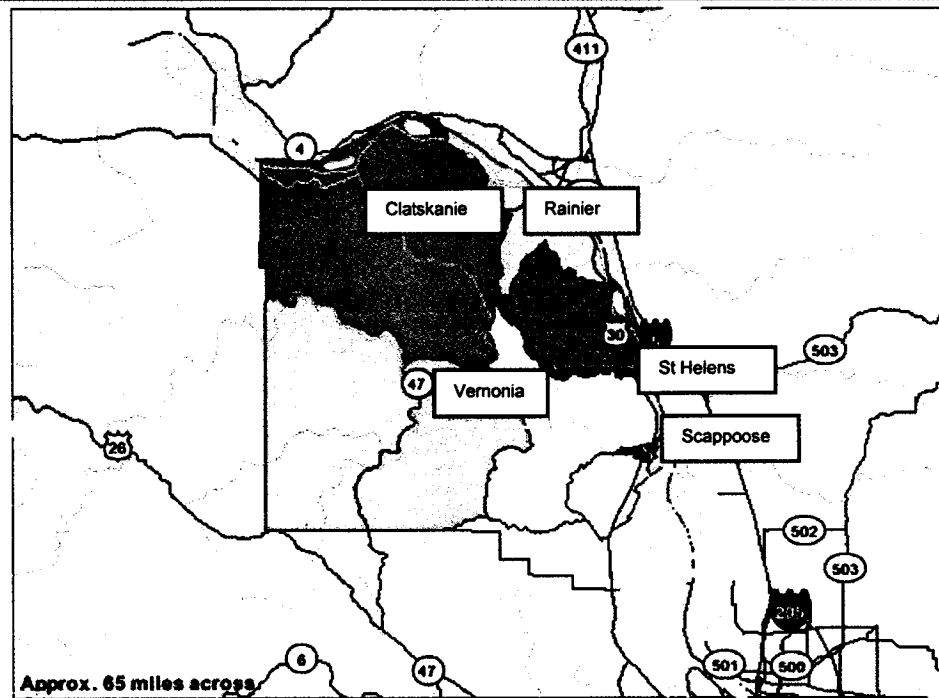 411
4
Clatskanie
Rainier
30
St Helens
503
47
Vernonia
Scappoose
26
502
503
205
6
47
501
500
Approx. 65 miles across